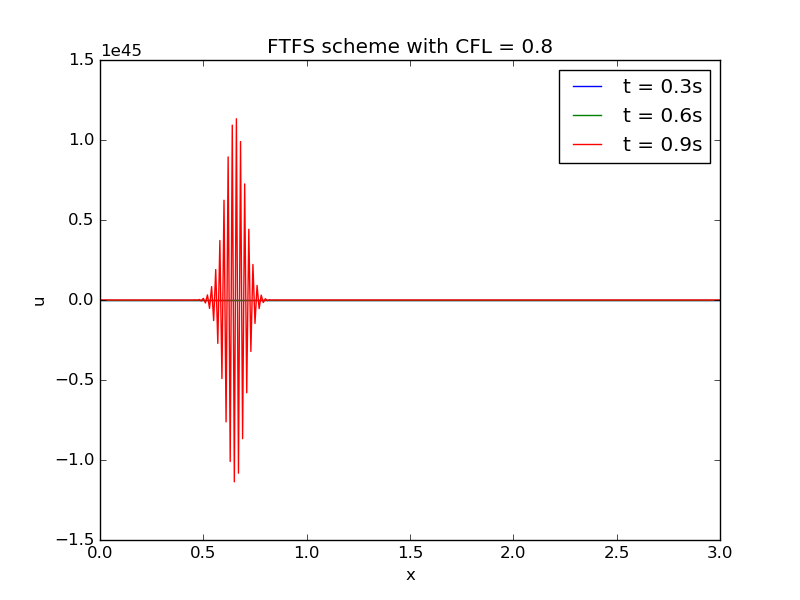 FTFS scheme with CFL = 0.8
1e45
1.5
1.0
0.5
0.0
−0.5
−1.0
−1.5
u
0.0 0.5 1.0 1.5 2.0 2.5 3.0
x
t = 0.3s
t = 0.6s
t = 0.9s